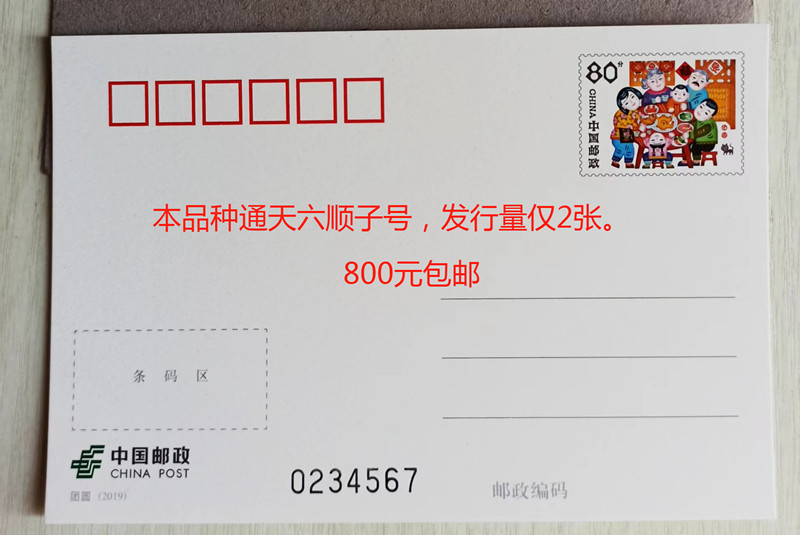 80分
CHINA 中国邮政
本品种通天六顺子号，发行量仅2张。
800元包邮
条 码 区
中国邮政
CHINA POST
团圆 (2019)
0234567
邮政编码